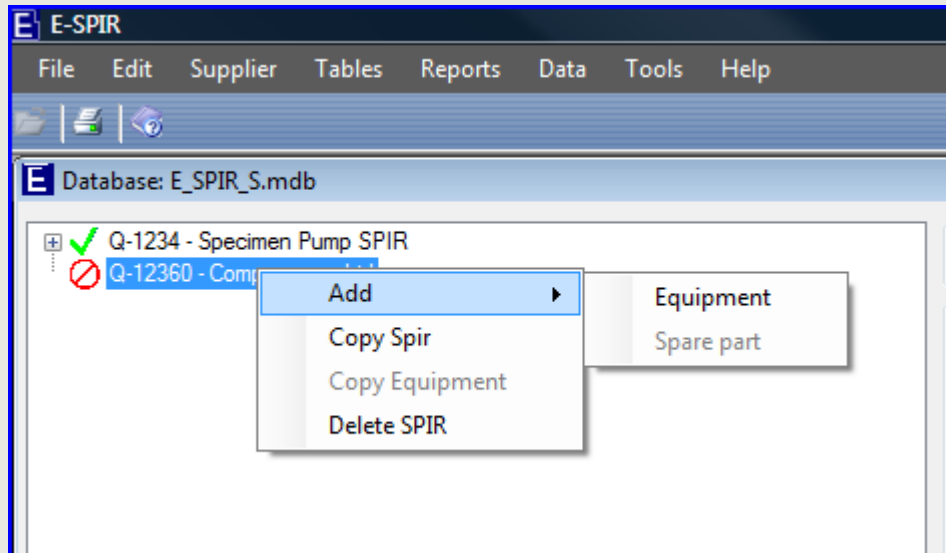 E E-SPIR
File Edit Supplier Tables Reports Data Tools Help
E Database: E_SPIR_S.mdb
Q-1234 - Specimen Pump SPIR
Q-12360 -
Add Equipment
Copy Spir Spare part
Copy Equipment
Delete SPIR